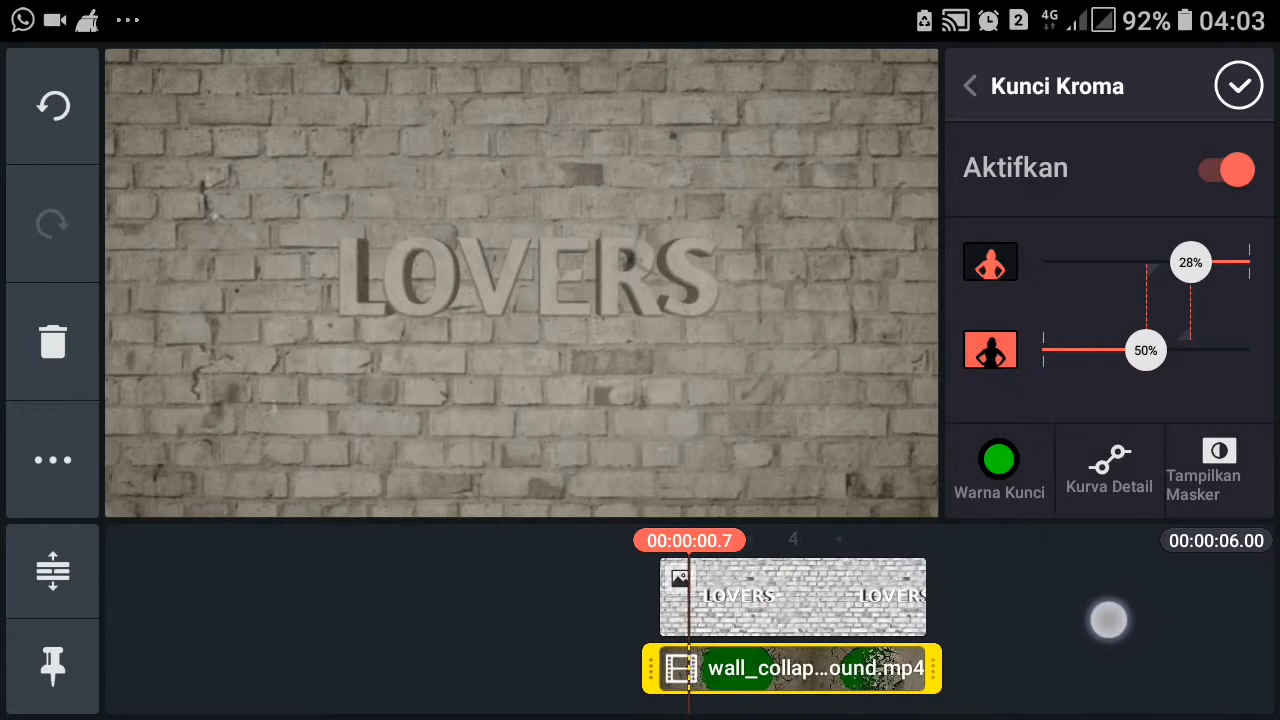 2 4G 92% 04:03
Kunci Kroma
Aktifkan
LOVERS
28%
50%
Warna Kunci
Kurva Detail
Tampilkan
Masker
00:00:00.7
4
00:00:06.00
LOVERS LOVERS
wall_collap...ound.mp4